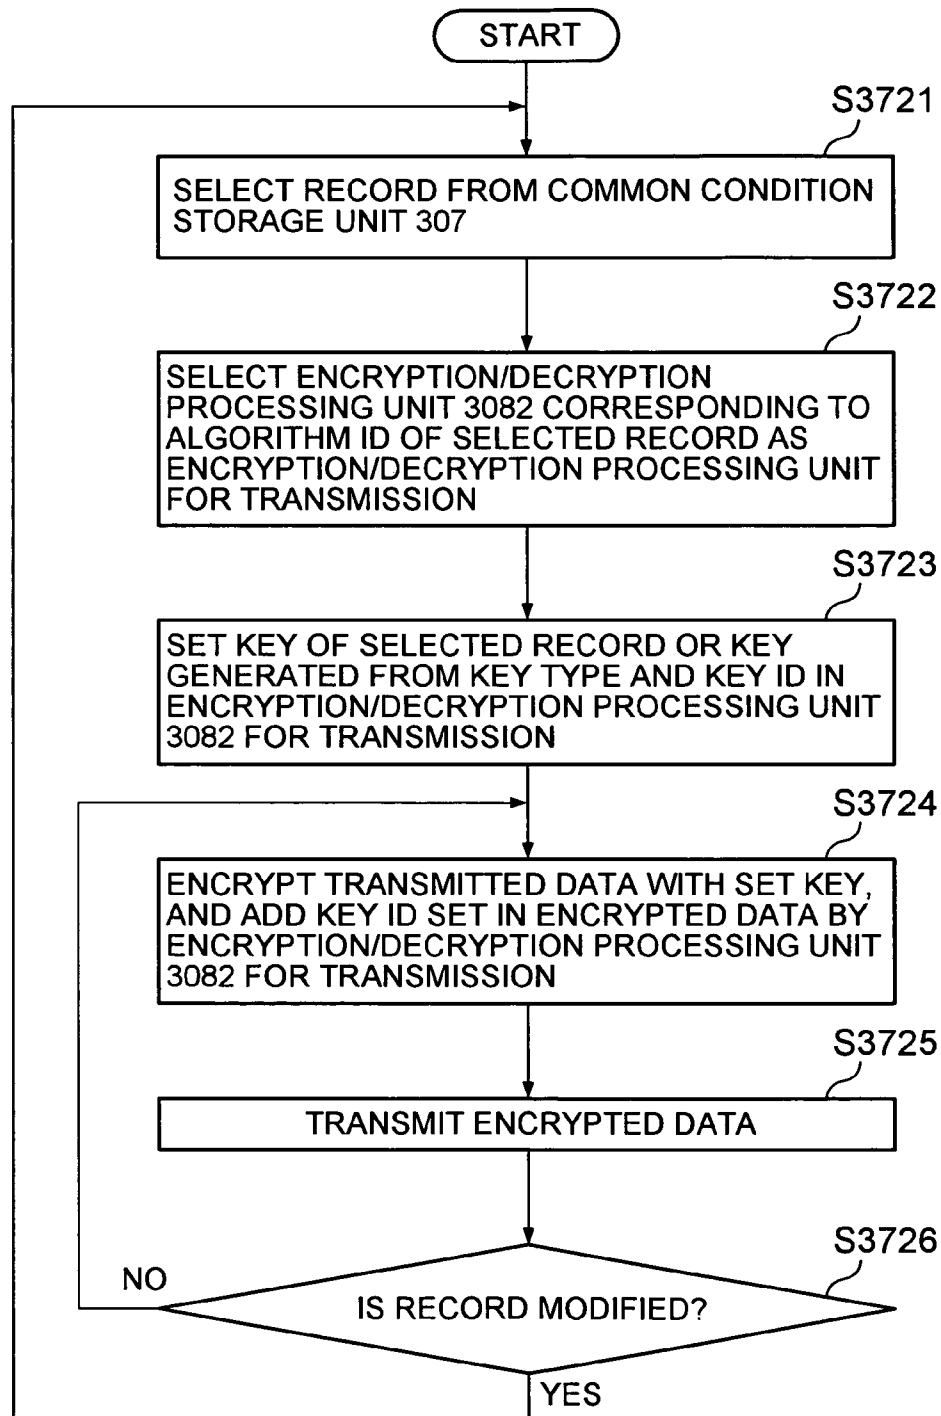 START
S3721
SELECT RECORD FROM COMMON CONDITION
STORAGE UNIT 307
S3722
SELECT ENCRYPTION/DECRYPTION
PROCESSING UNIT 3082 CORRESPONDING TO
ALGORITHM ID OF SELECTED RECORD AS
ENCRYPTION/DECRYPTION PROCESSING UNIT
FOR TRANSMISSION
S3723
SET KEY OF SELECTED RECORD OR KEY
GENERATED FROM KEY TYPE AND KEY ID IN
ENCRYPTION/DECRYPTION PROCESSING UNIT
3082 FOR TRANSMISSION
S3724
ENCRYPT TRANSMITTED DATA WITH SET KEY,
AND ADD KEY ID SET IN ENCRYPTED DATA BY
ENCRYPTION/DECRYPTION PROCESSING UNIT
3082 FOR TRANSMISSION
S3725
TRANSMIT ENCRYPTED DATA
S3726
NO
IS RECORD MODIFIED?
YES